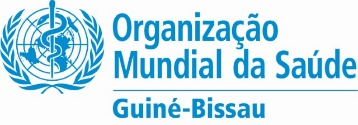 Organização
Mundial da Saúde
Guiné-Bissau